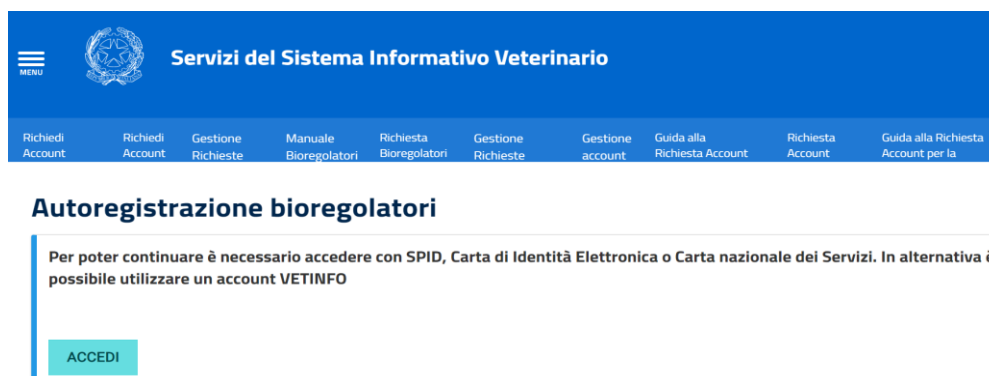 MENU
Servizi del Sistema Informativo Veterinario
Richiedi Account
Richiedi Account
Gestione Richieste
Manuale Bioregolatori
Richiesta Bioregolatori
Gestione Richieste
Gestione account
Guida alla Richiesta Account
Richiesta Account
Guida alla Richiesta Account per la
Autoregistrazione bioregolatori
Per poter continuare è necessario accedere con SPID, Carta di Identità Elettronica o Carta nazionale dei Servizi. In alternativa è
possibile utilizzare un account VETINFO
ACCEDI